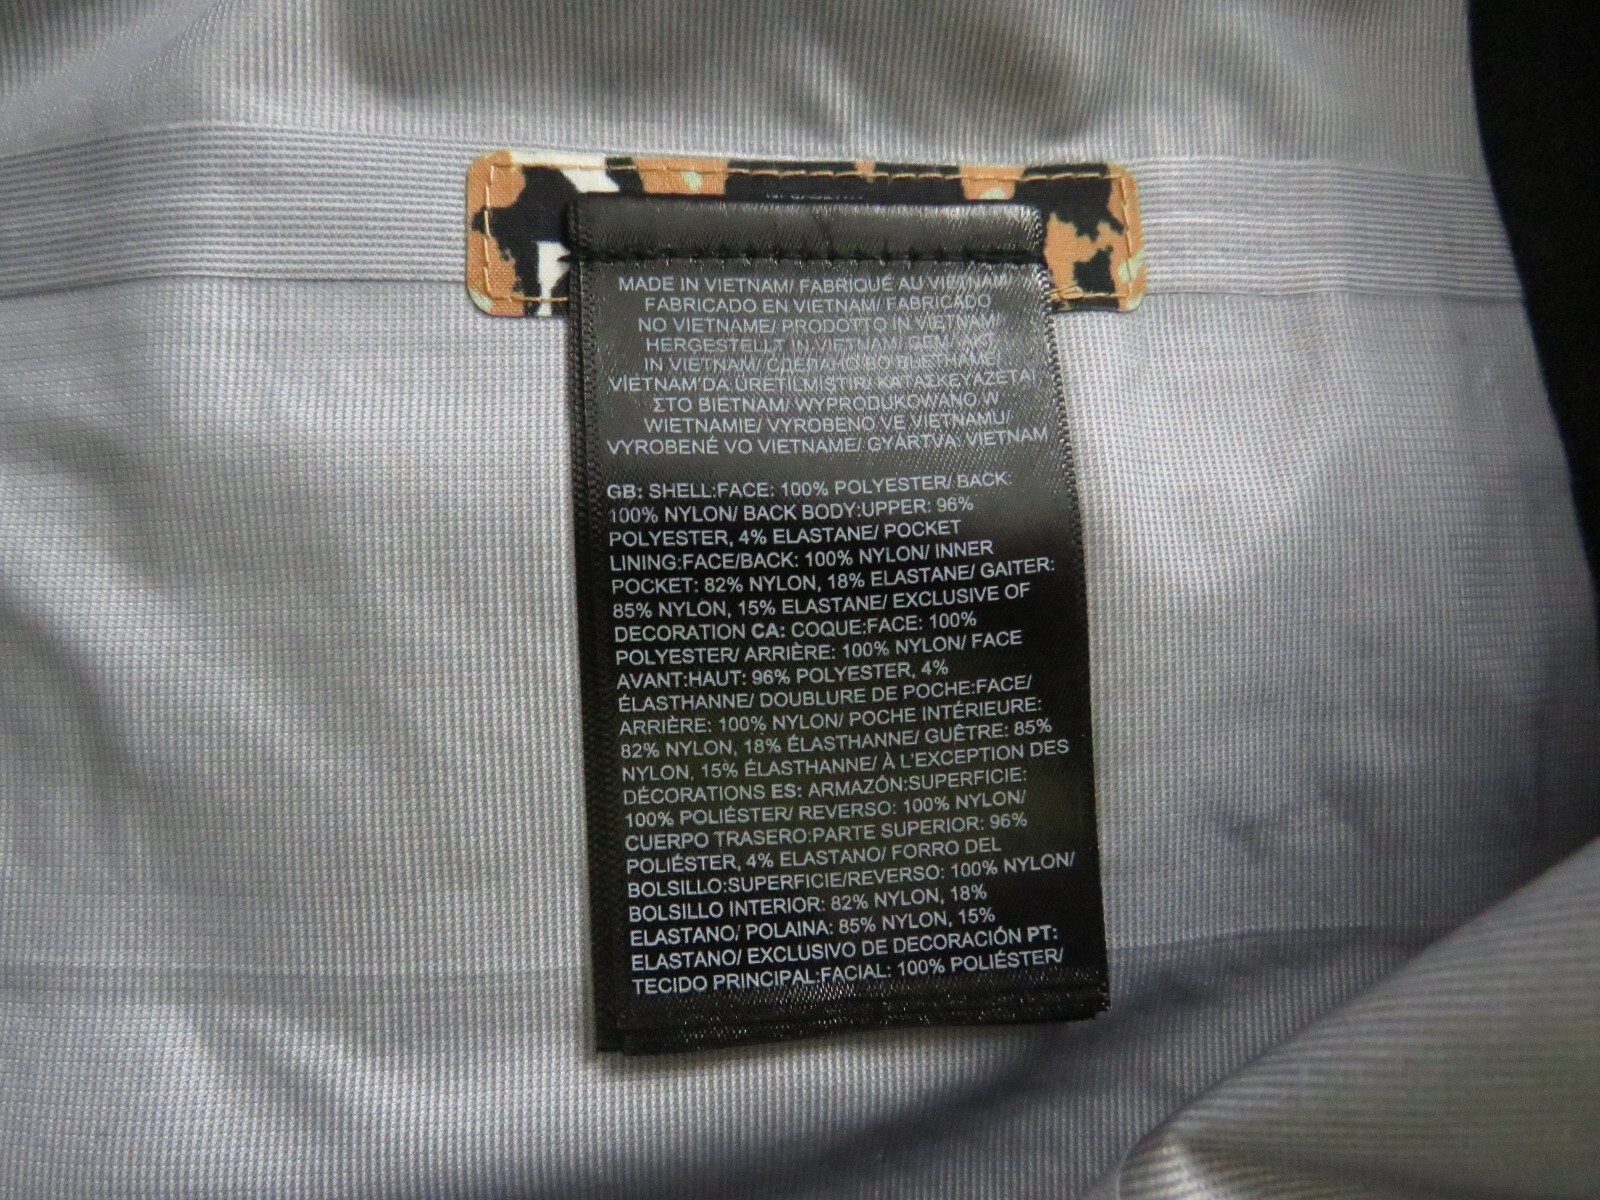 MADE IN VIETNAM/ FABRIQUÉ AU VIETNAM/
FABRICADO EN VIETNAM/ FABRICADO
NO VIETNAME/ PRODOTTO IN VIETNAM/
HERGESTELLT IN VIETNAM/ GEMAAKT
IN VIETNAM/ СДЕЛАНО ВО ВЬЕТНАМЕ/
VİETNAM'DA ÜRETİLMİŞTİR/ ΚΑΤΑΣΚΕΥΑΖΕΤΑΙ
ΣΤΟ ΒΙΕΤΝΑΜ/ WYPRODUKOWANO W
WIETNAMIE/ VYROBENO VE VIETNAMU/
VYROBENÉ VO VIETNAME/ GYÁRTVA: VIETNAM
GB: SHELL:FACE: 100% POLYESTER/ BACK:
100% NYLON/ BACK BODY:UPPER: 96%
POLYESTER, 4% ELASTANE/ POCKET
LINING:FACE/BACK: 100% NYLON/ INNER
POCKET: 82% NYLON, 18% ELASTANE/ GAITER:
85% NYLON, 15% ELASTANE/ EXCLUSIVE OF
DECORATION CA: COQUE:FACE: 100%
POLYESTER/ ARRIÈRE: 100% NYLON/ FACE
AVANT:HAUT: 96% POLYESTER, 4%
ÉLASTHANNE/ DOUBLURE DE POCHE:FACE/
ARRIÈRE: 100% NYLON/ POCHE INTÉRIEURE:
82% NYLON, 18% ÉLASTHANNE/ GUÊTRE: 85%
NYLON, 15% ÉLASTHANNE/ À L'EXCEPTION DES
DÉCORATIONS ES: ARMAZÓN:SUPERFICIE:
100% POLIÉSTER/ REVERSO: 100% NYLON/
CUERPO TRASERO:PARTE SUPERIOR: 96%
POLIÉSTER, 4% ELASTANO/ FORRO DEL
BOLSILLO:SUPERFICIE/REVERSO: 100% NYLON/
BOLSILLO INTERIOR: 82% NYLON, 18%
ELASTANO/ POLAINA: 85% NYLON, 15%
ELASTANO/ EXCLUSIVO DE DECORACIÓN PT:
TECIDO PRINCIPAL:FACIAL: 100% POLIÉSTER/